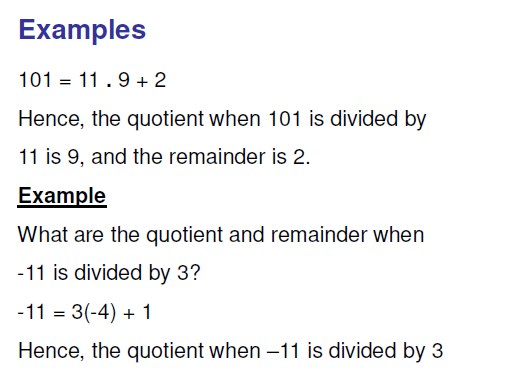 Examples
101 = 11 . 9 + 2
Hence, the quotient when 101 is divided by
11 is 9, and the remainder is 2.
Example
What are the quotient and remainder when
-11 is divided by 3?
-11 = 3(-4) + 1
Hence, the quotient when –11 is divided by 3